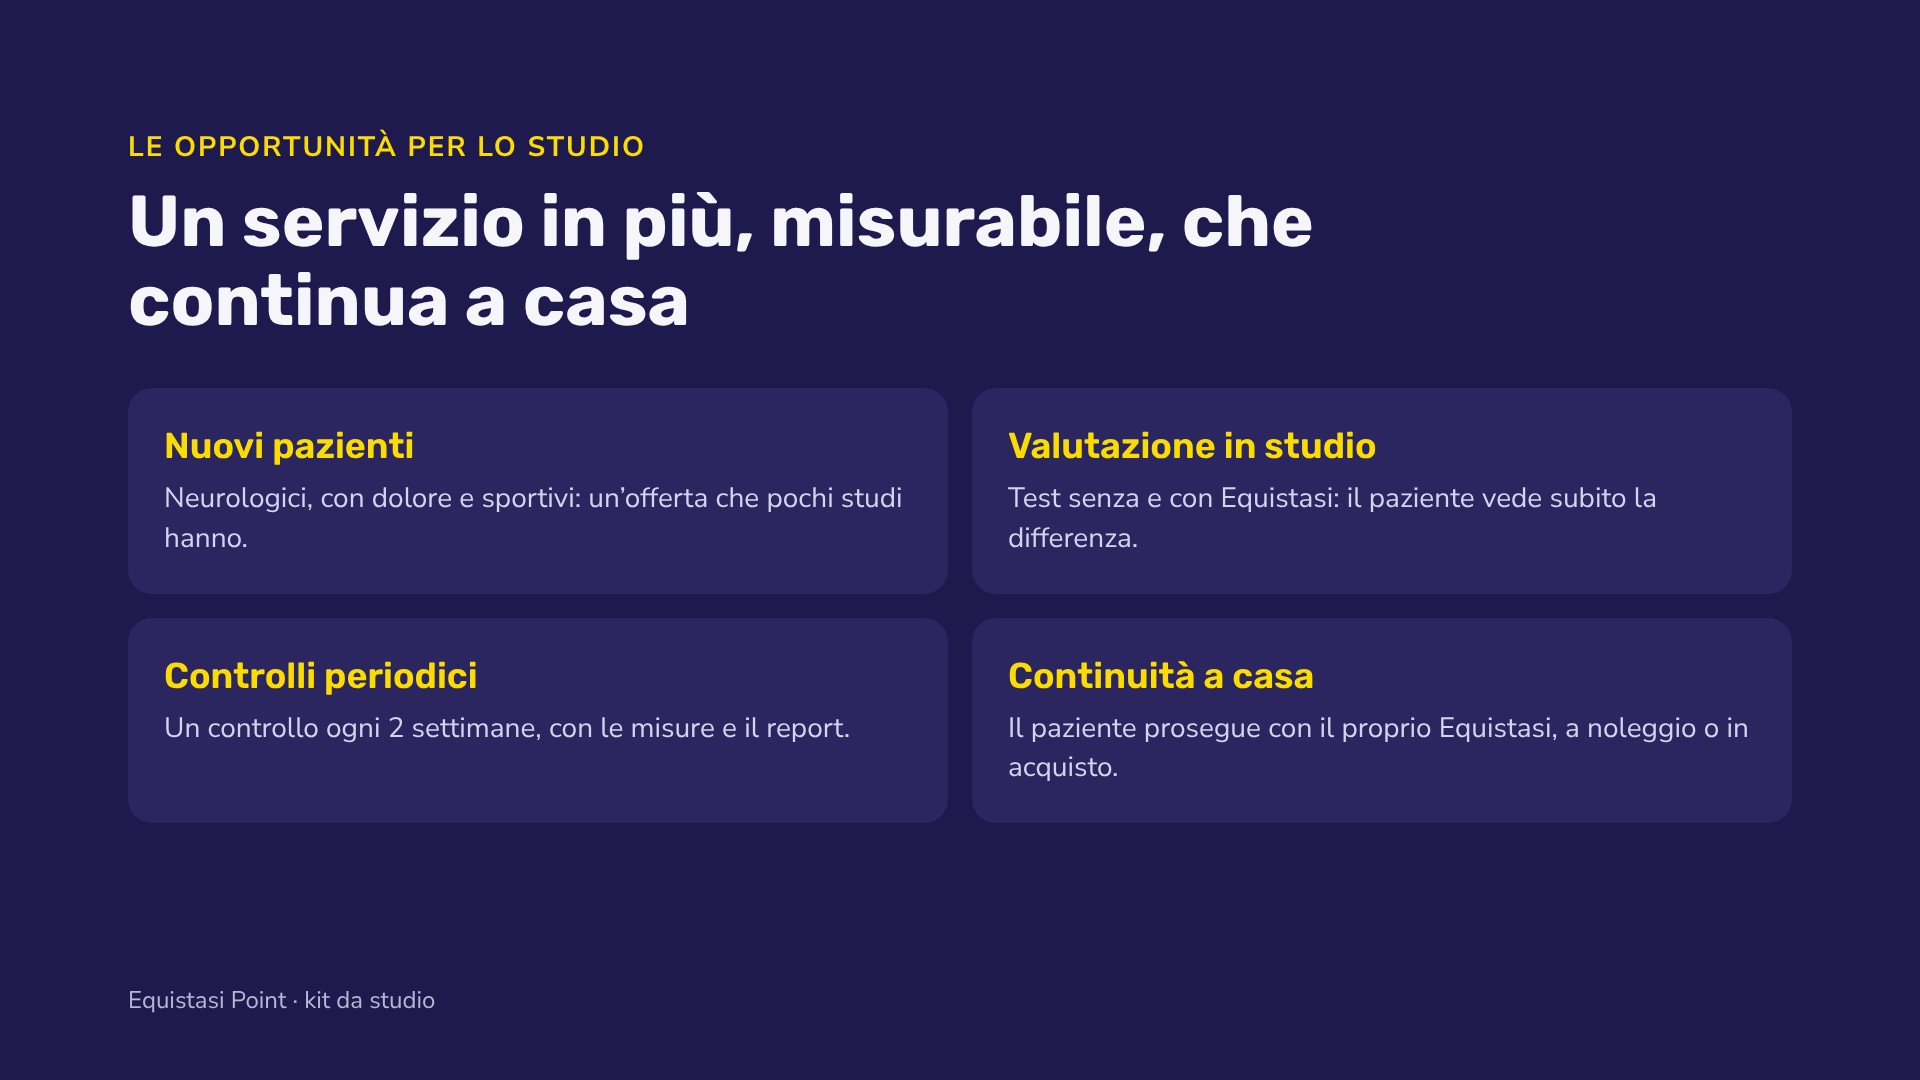 LE OPPORTUNITÀ PER LO STUDIO
Un servizio in più, misurabile, che
continua a casa
Nuovi pazienti
Neurologici, con dolore e sportivi: un’offerta che pochi studi
hanno.
Valutazione in studio
Test senza e con Equistasi: il paziente vede subito la
differenza.
Controlli periodici
Un controllo ogni 2 settimane, con le misure e il report.
Continuità a casa
Il paziente prosegue con il proprio Equistasi, a noleggio o in
acquisto.
Equistasi Point · kit da studio